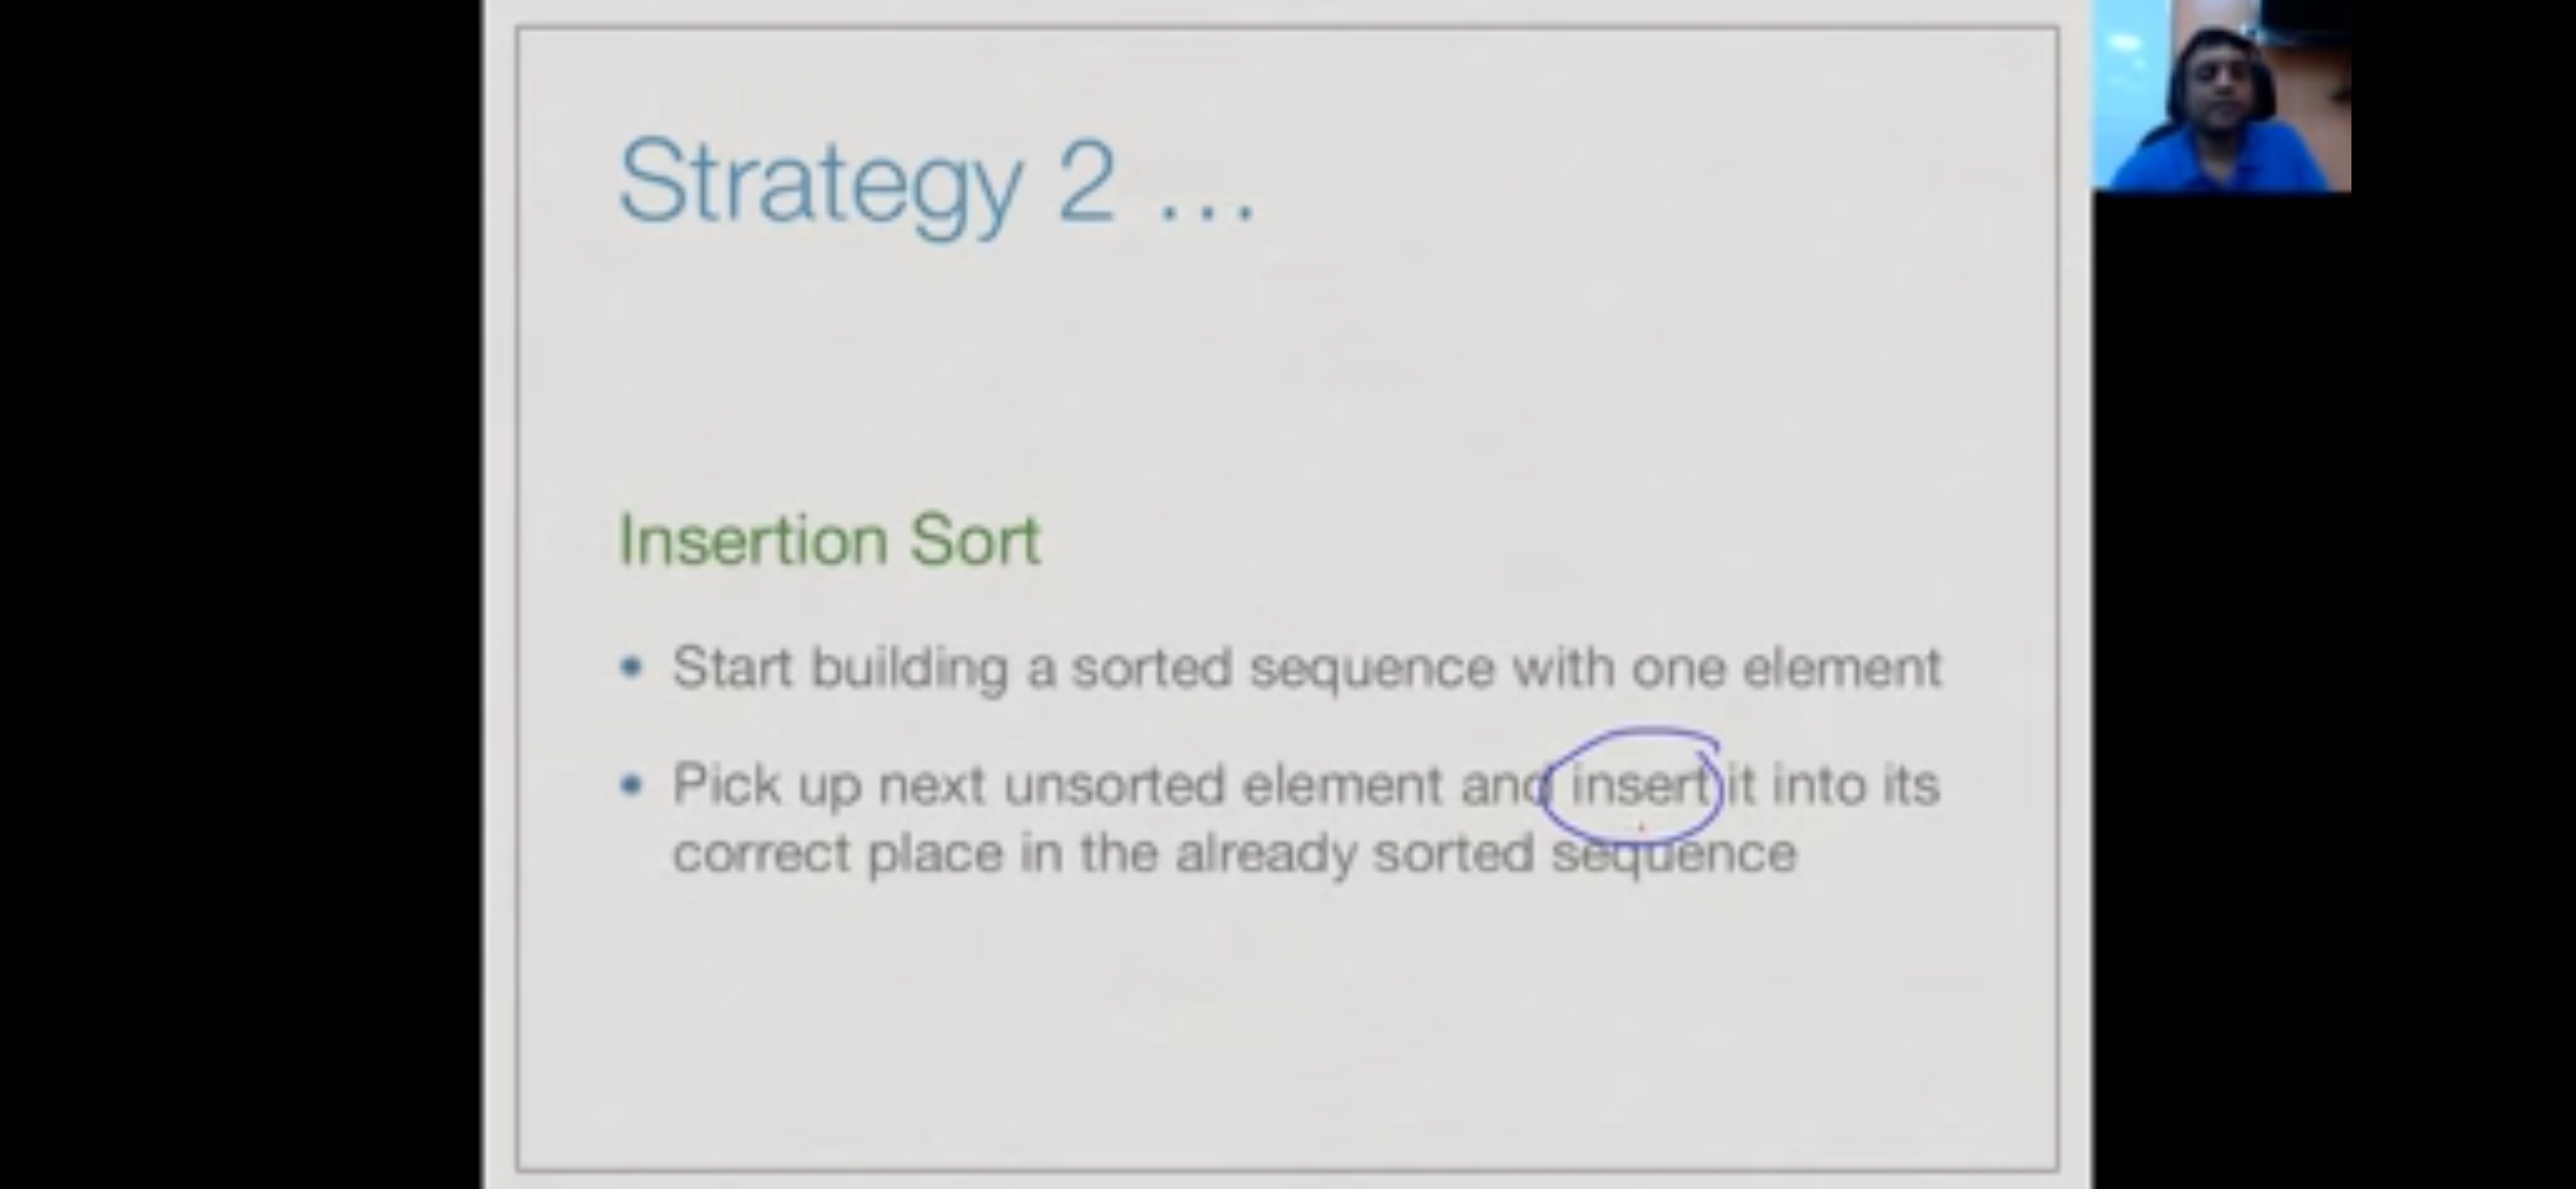 Strategy 2 ...
Insertion Sort
• Start building a sorted sequence with one element
• Pick up next unsorted element and insert it into its
correct place in the already sorted sequence